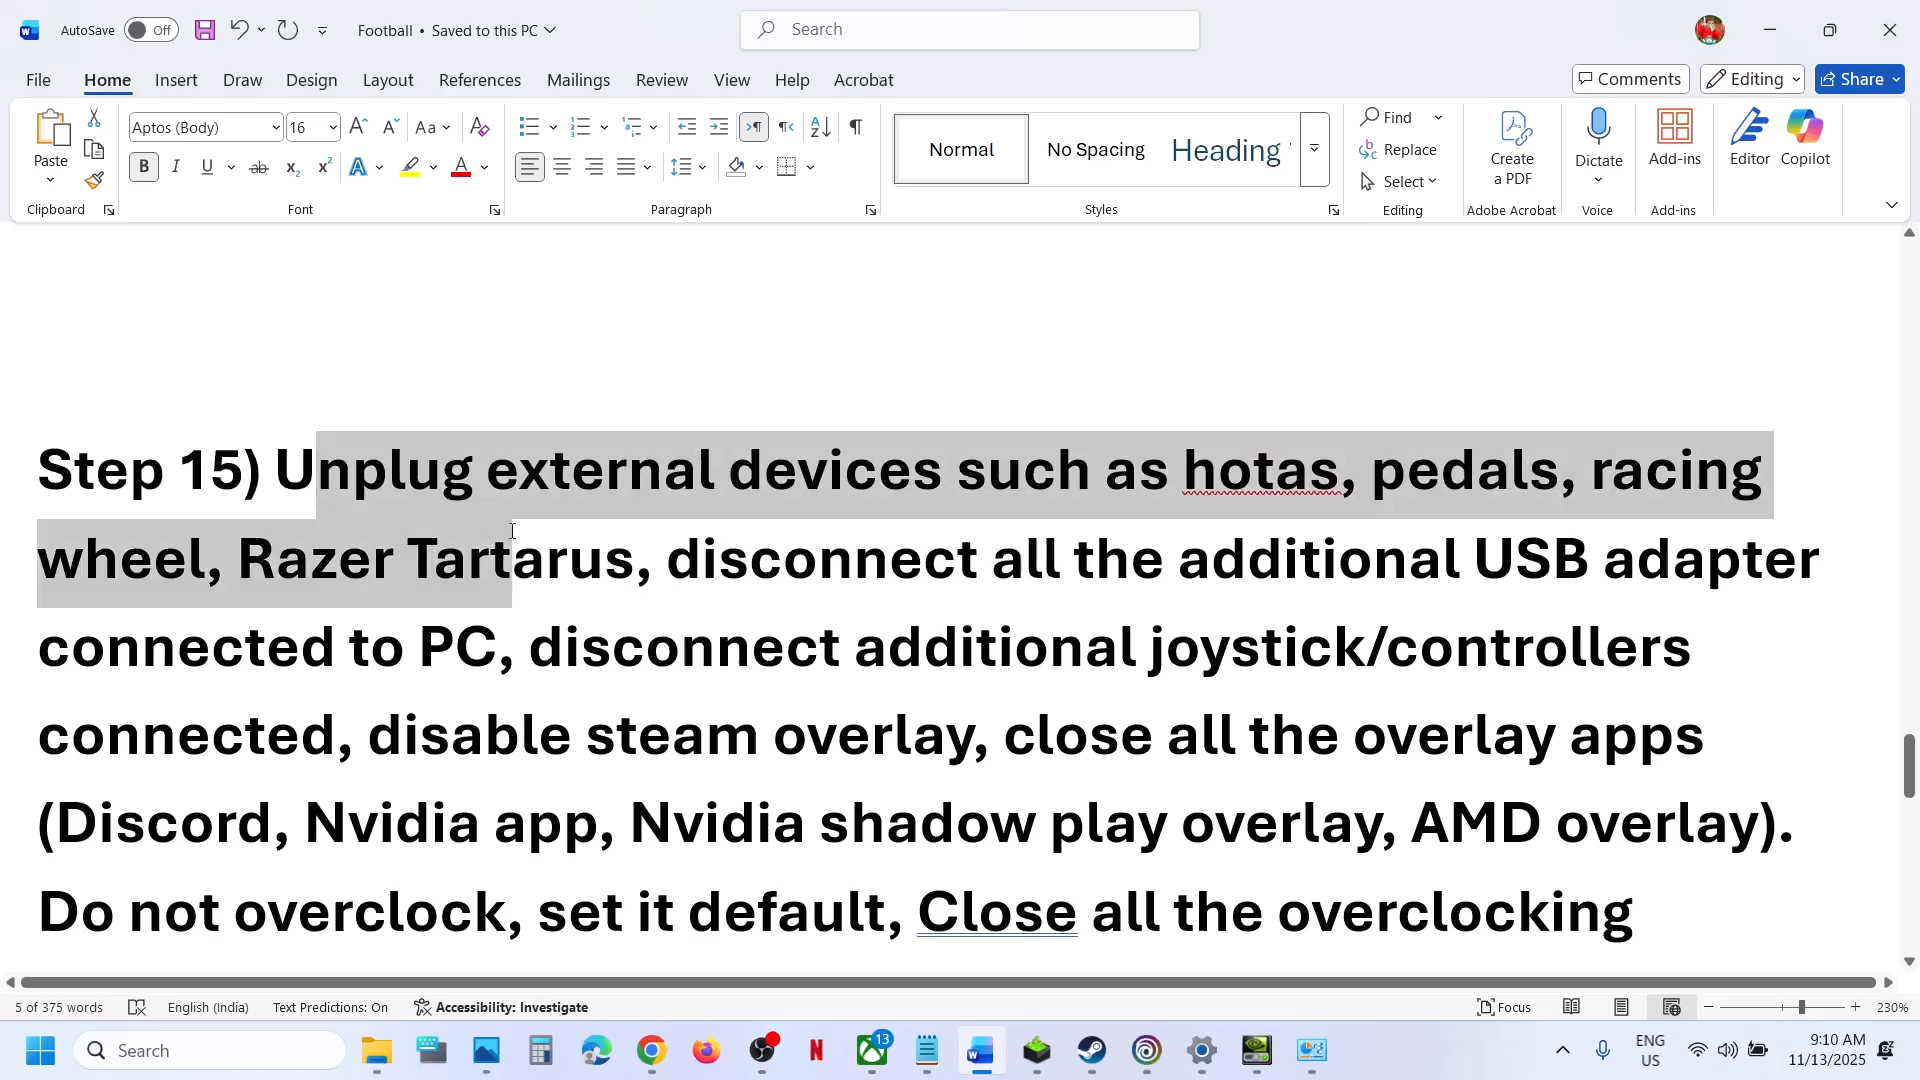 AutoSave Off Football • Saved to this PC Search
File Home Insert Draw Design Layout References Mailings Review View Help Acrobat Comments Editing Share
Paste
Clipboard
Aptos (Body) 16
Font
Paragraph
Normal No Spacing Heading
Styles
Find
Replace
Select
Editing
Create a PDF
Adobe Acrobat
Dictate
Voice
Add-ins
Add-ins
Editor
Copilot
Step 15) Unplug external devices such as hotas, pedals, racing
wheel, Razer Tartarus, disconnect all the additional USB adapter
connected to PC, disconnect additional joystick/controllers
connected, disable steam overlay, close all the overlay apps
(Discord, Nvidia app, Nvidia shadow play overlay, AMD overlay).
Do not overclock, set it default, Close all the overclocking
5 of 375 words English (India) Text Predictions: On Accessibility: Investigate Focus 230%
Search 13 ENG US 9:10 AM 11/13/2025